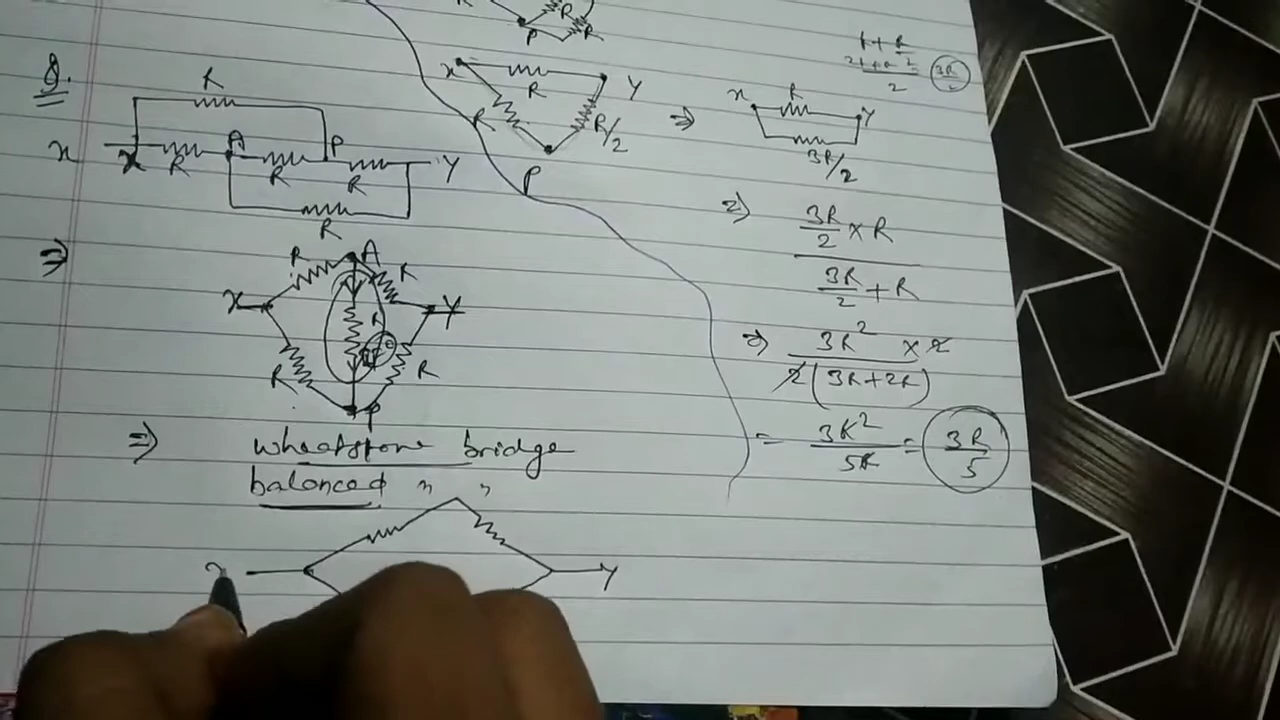 R
R
P
R
Q.
R
x
R
A
R
P
R
Y
R
⇒
R
A
R
X
Y
R
R
R
P
⇒ Wheatstone bridge
balanced " "
x
Y
x
R
Y
R
R/2
P
⇒
x
R
Y
3R/2
⇒ 3R/2 × R
3R/2 + R
⇒ 3R² × 2
2(3R+2R)
= 3R²/5R = 3R/5